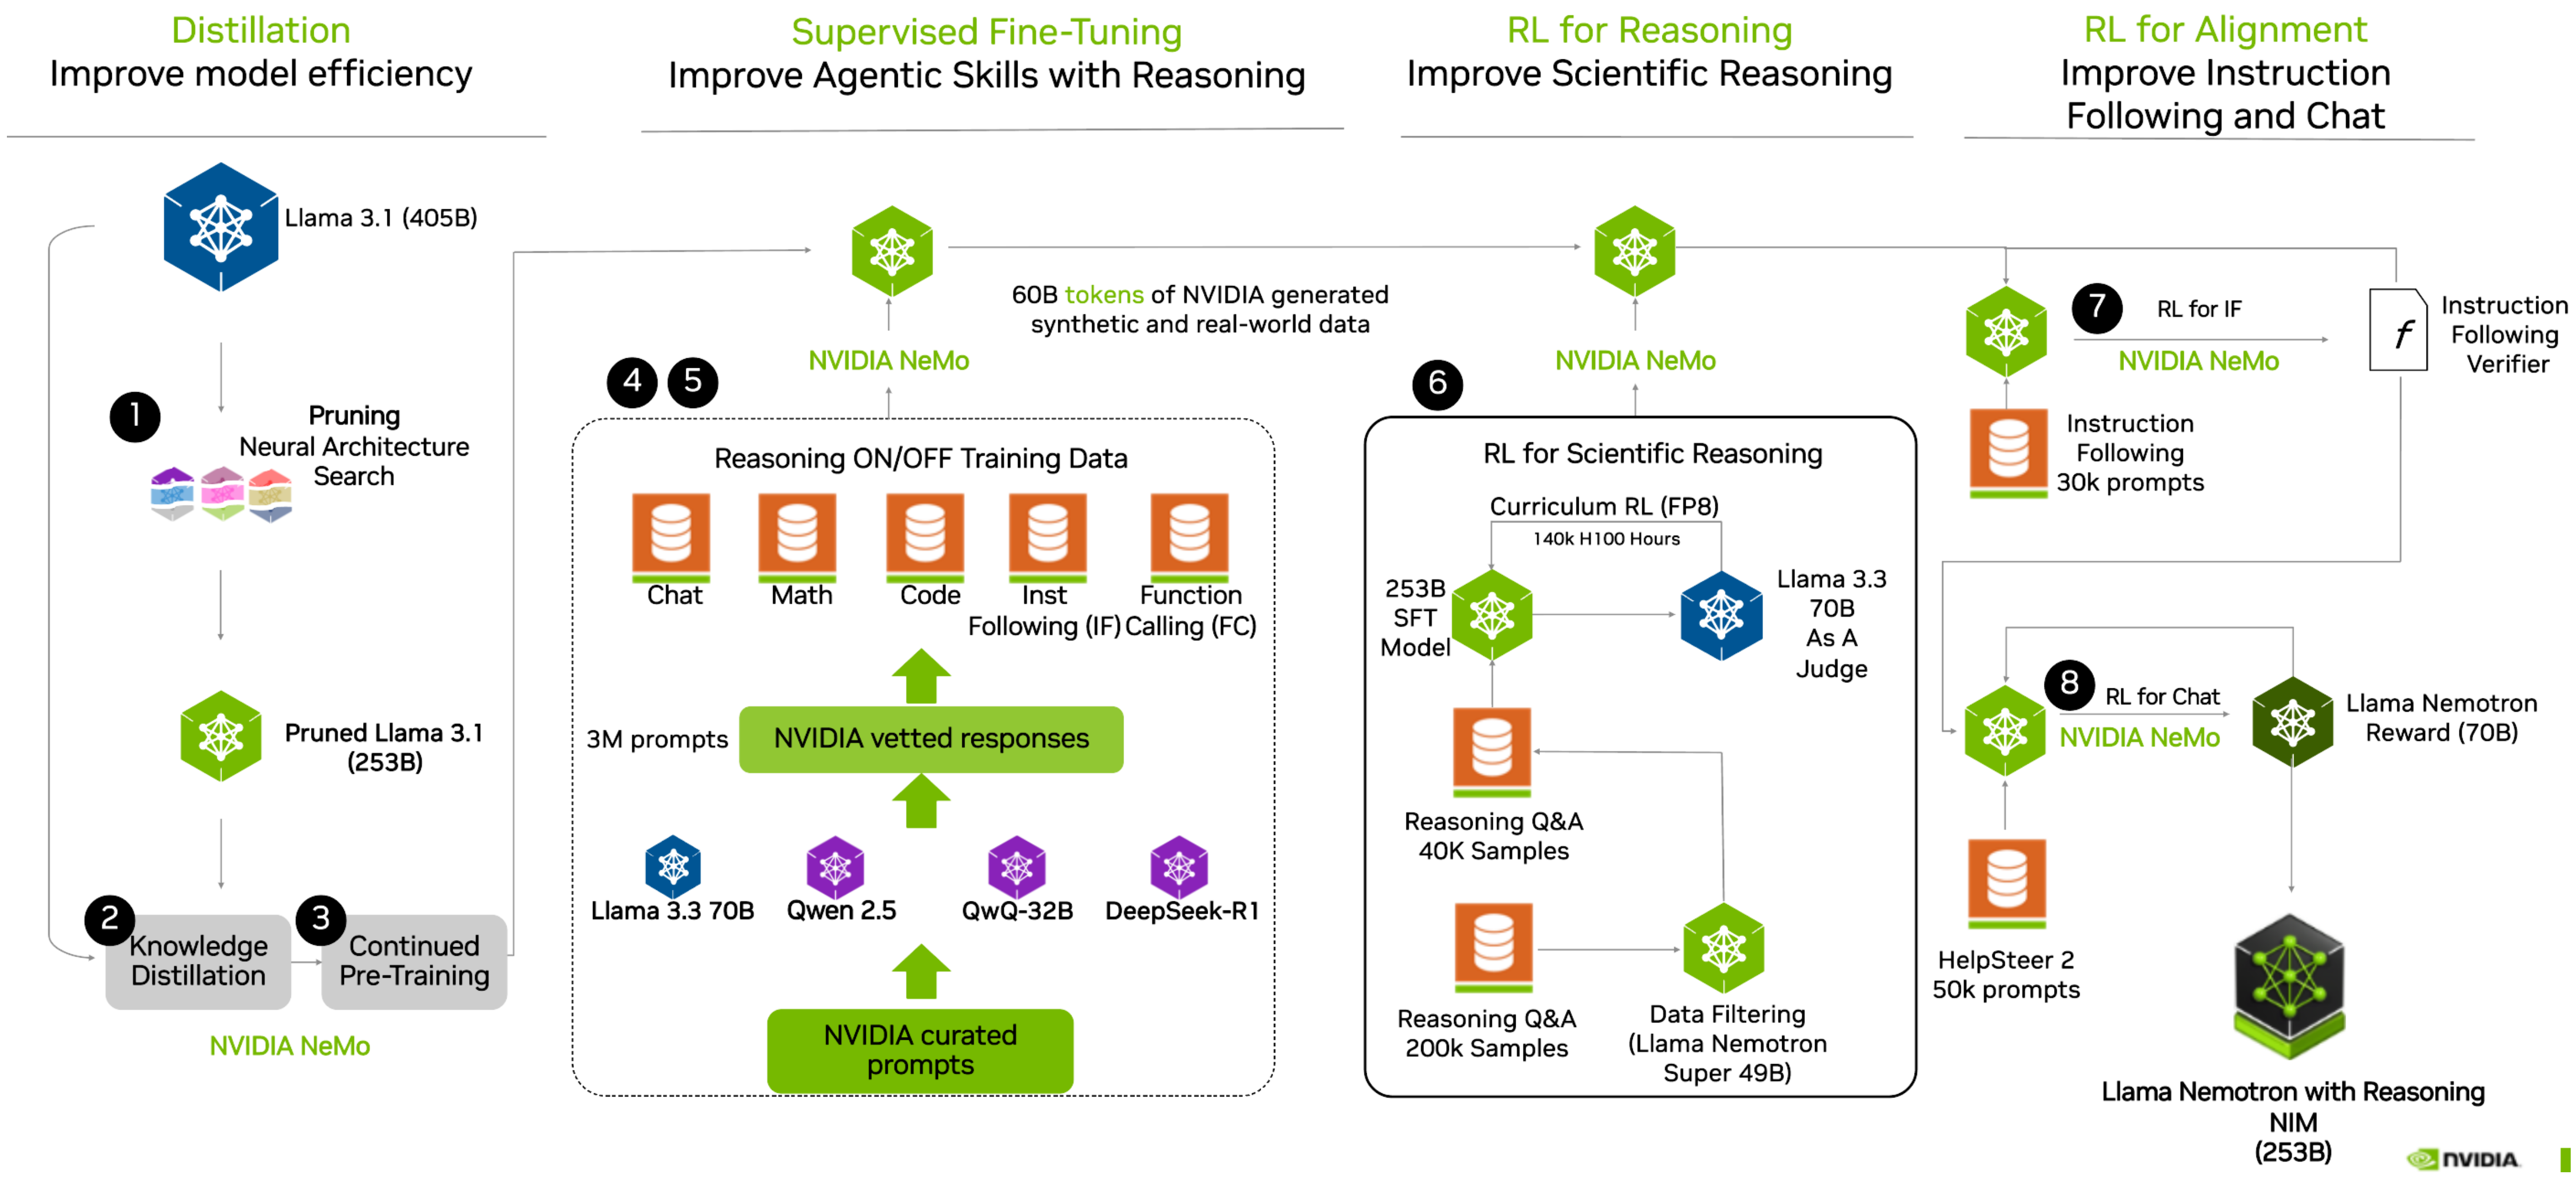 Distillation
Improve model efficiency
Llama 3.1 (405B)
1
Pruning
Neural Architecture
Search
Pruned Llama 3.1
(253B)
2
Knowledge
Distillation
3
Continued
Pre-Training
NVIDIA NeMo
Supervised Fine-Tuning
Improve Agentic Skills with Reasoning
60B tokens of NVIDIA generated
synthetic and real-world data
NVIDIA NeMo
4
5
Reasoning ON/OFF Training Data
Chat
Math
Code
Inst
Following (IF)
Function
Calling (FC)
3M prompts
NVIDIA vetted responses
Llama 3.3 70B
Qwen 2.5
QwQ-32B
DeepSeek-R1
NVIDIA curated
prompts
RL for Reasoning
Improve Scientific Reasoning
NVIDIA NeMo
6
RL for Scientific Reasoning
Curriculum RL (FP8)
140k H100 Hours
253B
SFT
Model
Llama 3.3
70B
As A
Judge
Reasoning Q&A
40K Samples
Reasoning Q&A
200k Samples
Data Filtering
(Llama Nemotron
Super 49B)
RL for Alignment
Improve Instruction
Following and Chat
7
RL for IF
NVIDIA NeMo
f
Instruction
Following
Verifier
Instruction
Following
30k prompts
8
RL for Chat
NVIDIA NeMo
Llama Nemotron
Reward (70B)
HelpSteer 2
50k prompts
Llama Nemotron with Reasoning
NIM
(253B)
NVIDIA